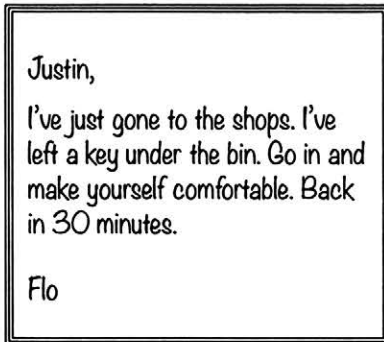 Justin,
I've just gone to the shops. I've
left a key under the bin. Go in and
make yourself comfortable. Back
in 30 minutes.
Flo